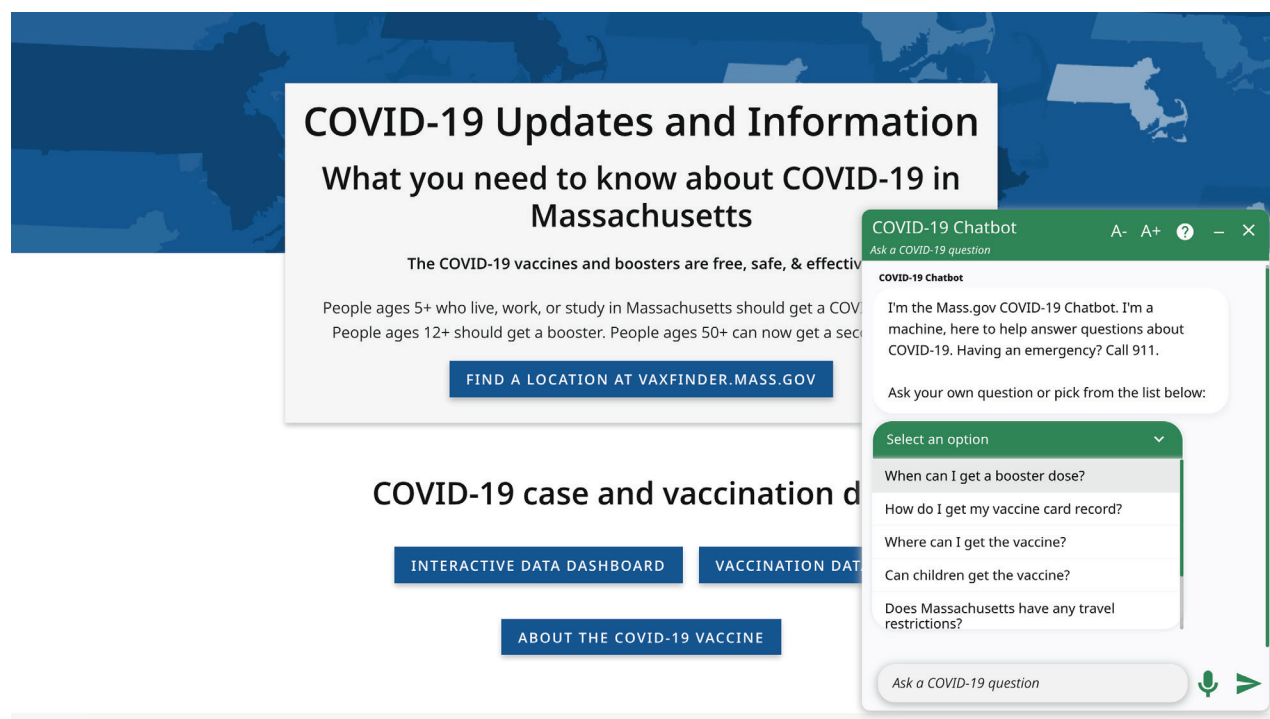 COVID-19 Updates and Information
What you need to know about COVID-19 in
Massachusetts
The COVID-19 vaccines and boosters are free, safe, &
People ages 5+ who live, work, or study in Massachusetts should get a
People ages 12+ should get a booster. People ages 50+ can now get a
FIND A LOCATION AT VAXFINDER.MASS.GOV
COVID-19 case and vaccination
INTERACTIVE DATA DASHBOARD
VACCINATION
ABOUT THE COVID-19 VACCINE
COVID-19 Chatbot
A- A+ ? – ×
Ask a COVID-19 question
COVID-19 Chatbot
I'm the Mass.gov COVID-19 Chatbot. I'm a
machine, here to help answer questions about
COVID-19. Having an emergency? Call 911.
Ask your own question or pick from the list below:
Select an option
When can I get a booster dose?
How do I get my vaccine card record?
Where can I get the vaccine?
Can children get the vaccine?
Does Massachusetts have any travel
restrictions?
Ask a COVID-19 question